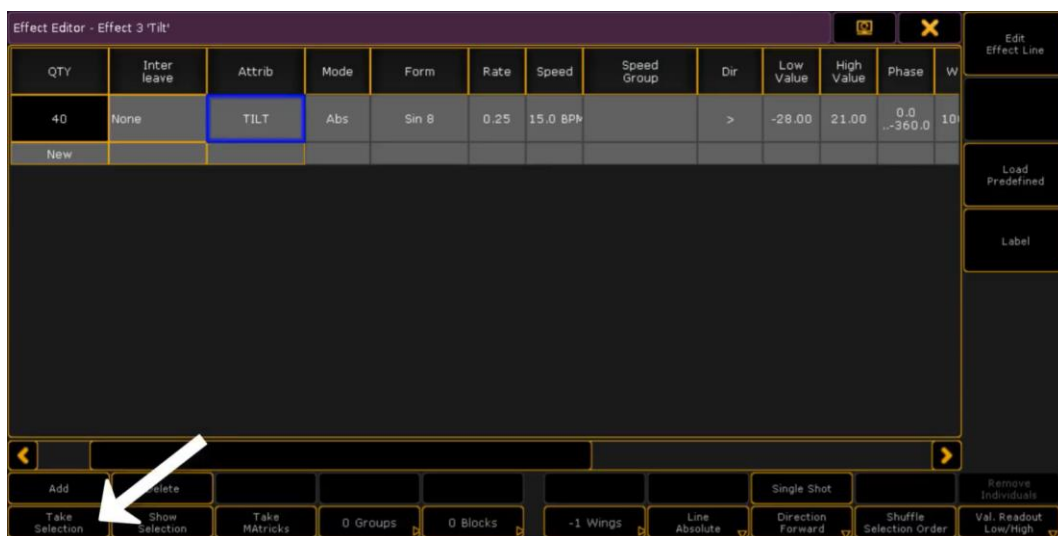 Effect Editor - Effect 3 'Tilt'
Edit
Effect Line
QTY
Inter
leave
Attrib
Mode
Form
Rate
Speed
Speed
Group
Dir
Low
Value
High
Value
Phase
W
40
None
TILT
Abs
Sin 8
0.25
15.0 BPM
>
-28.00
21.00
0.0
..-360.0
10
New
Load
Predefined
Label
Add
Delete
Single Shot
Remove
Individuals
Take
Selection
Show
Selection
Take
MAtricks
0 Groups
0 Blocks
-1 Wings
Line
Absolute
Direction
Forward
Shuffle
Selection Order
Val. Readout
Low/High